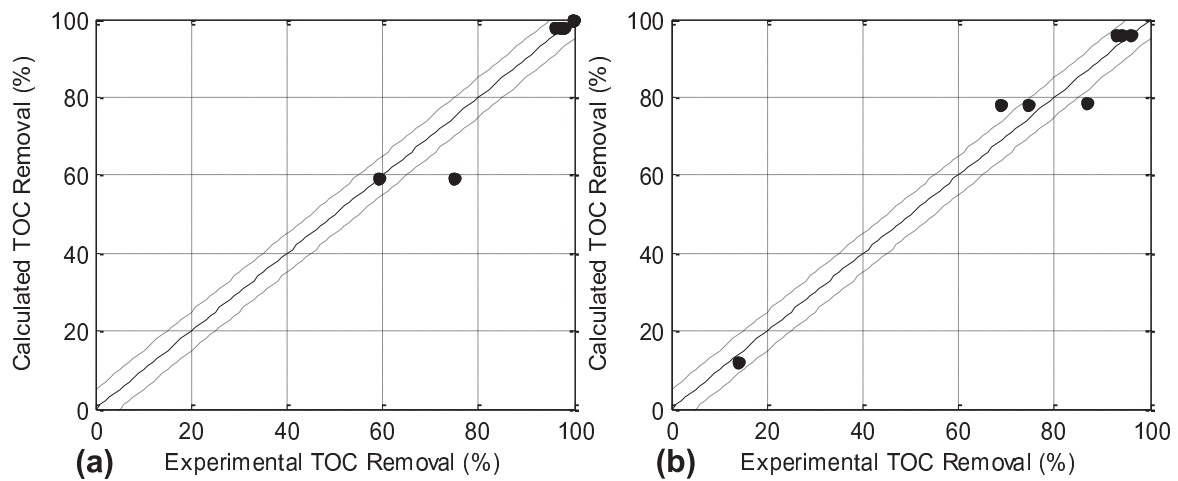 Calculated TOC Removal (%)
100
80
60
40
20
0
0 20 40 60 80 100
(a) Experimental TOC Removal (%)
Calculated TOC Removal (%)
100
80
60
40
20
0
0 20 40 60 80 100
(b) Experimental TOC Removal (%)